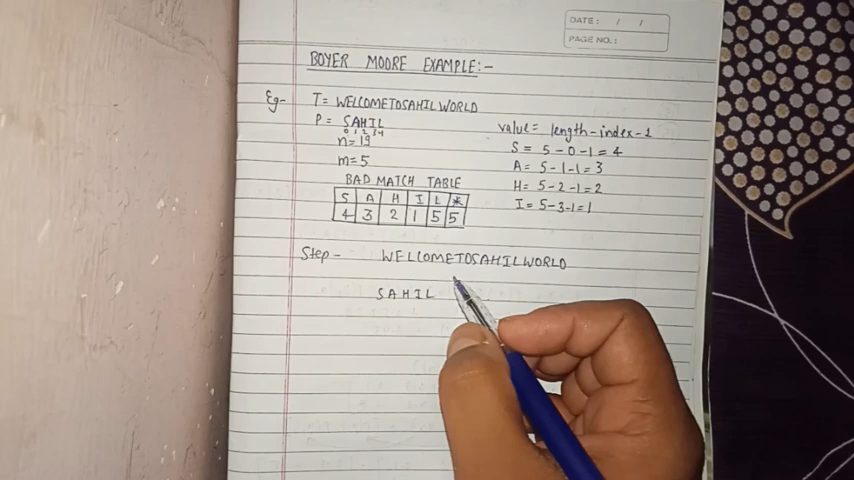 DATE: / /
PAGE NO.:
BOYER MOORE EXAMPLE:-
Eg- T= WELLCOMETOSAHILWORLD
P= SAHIL
0 1 2 3 4
n=19
m=5
value= length-index-1
S = 5-0-1=4
A= 5-1-1=3
H= 5-2-1=2
I= 5-3-1=1
BAD MATCH TABLE
S A H I L *
4 3 2 1 5 5
Step- WELLCOMETOSAHILWORLD
SAHIL